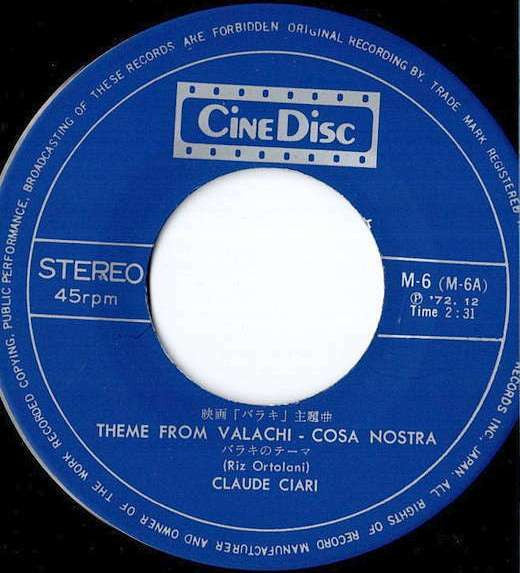 BROADCASTING OF THESE RECORDS ARE FORBIDDEN ORIGINAL RECORDING BY. TRADE MARK REGISTERED
CINEDISC
STEREO
45rpm
M-6 (M-6A)
Ⓟ '72. 12
Time 2:31
映画「バラキ」主題曲
THEME FROM VALACHI - COSA NOSTRA
バラキのテーマ
(Riz Ortolani)
CLAUDE CIARI
RECORDS INC, JAPAN. ALL RIGHTS OF RECORD MANUFACTURER AND OWNER OF THE WORK RECORDED COPYING, PUBLIC PERFORMANCE,